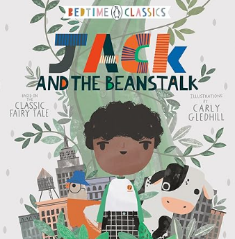 BEDTIME CLASSICS
JACK
AND THE BEANSTALK
BASED ON
THE
CLASSIC
FAIRY TALE
ILLUSTRATIONS
BY
CARLY
GLEDHILL